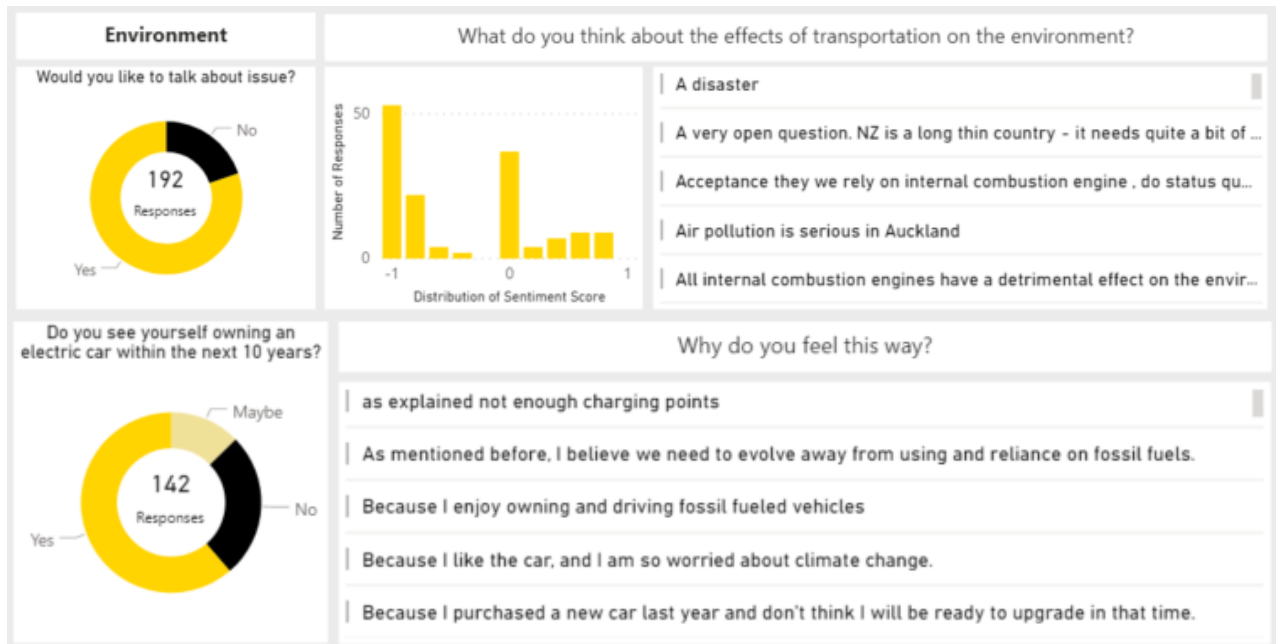 Environment
What do you think about the effects of transportation on the environment?
Would you like to talk about issue?
No
192
Responses
Yes
Number of Responses
50
0
-1
0
1
Distribution of Sentiment Score
A disaster
A very open question. NZ is a long thin country - it needs quite a bit of ...
Acceptance they we rely on internal combustion engine , do status qu...
Air pollution is serious in Auckland
All internal combustion engines have a detrimental effect on the envir...
Do you see yourself owning an
electric car within the next 10 years?
Maybe
142
Responses
No
Yes
Why do you feel this way?
as explained not enough charging points
As mentioned before, I believe we need to evolve away from using and reliance on fossil fuels.
Because I enjoy owning and driving fossil fueled vehicles
Because I like the car, and I am so worried about climate change.
Because I purchased a new car last year and don't think I will be ready to upgrade in that time.